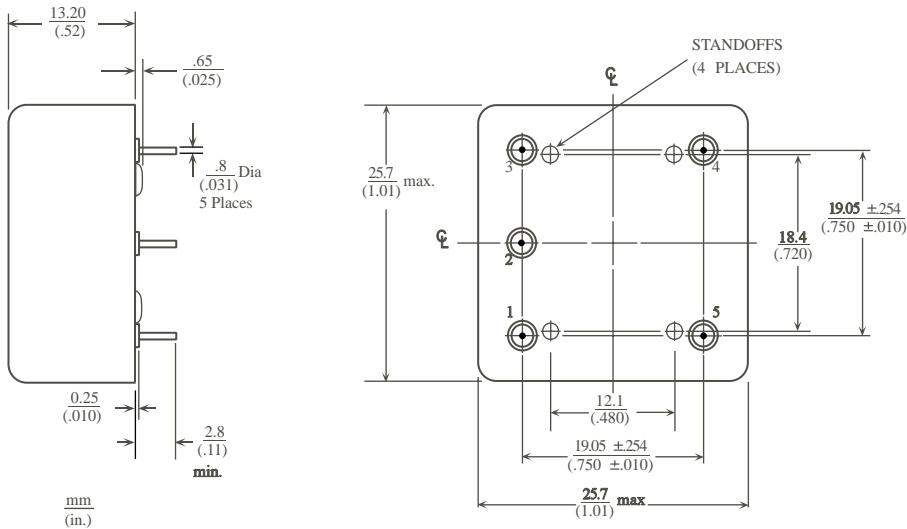 13.20
(.52)
.65
(.025)
.8 Dia
(.031)
5 Places
0.25
(.010)
2.8
(.11)
min.
mm
(in.)
STANDOFFS
(4 PLACES)
℄
25.7 max.
(1.01)
℄
3
4
2
1
5
18.4
(.720)
19.05 ±.254
(.750 ±.010)
12.1
(.480)
19.05 ±.254
(.750 ±.010)
25.7 max
(1.01)